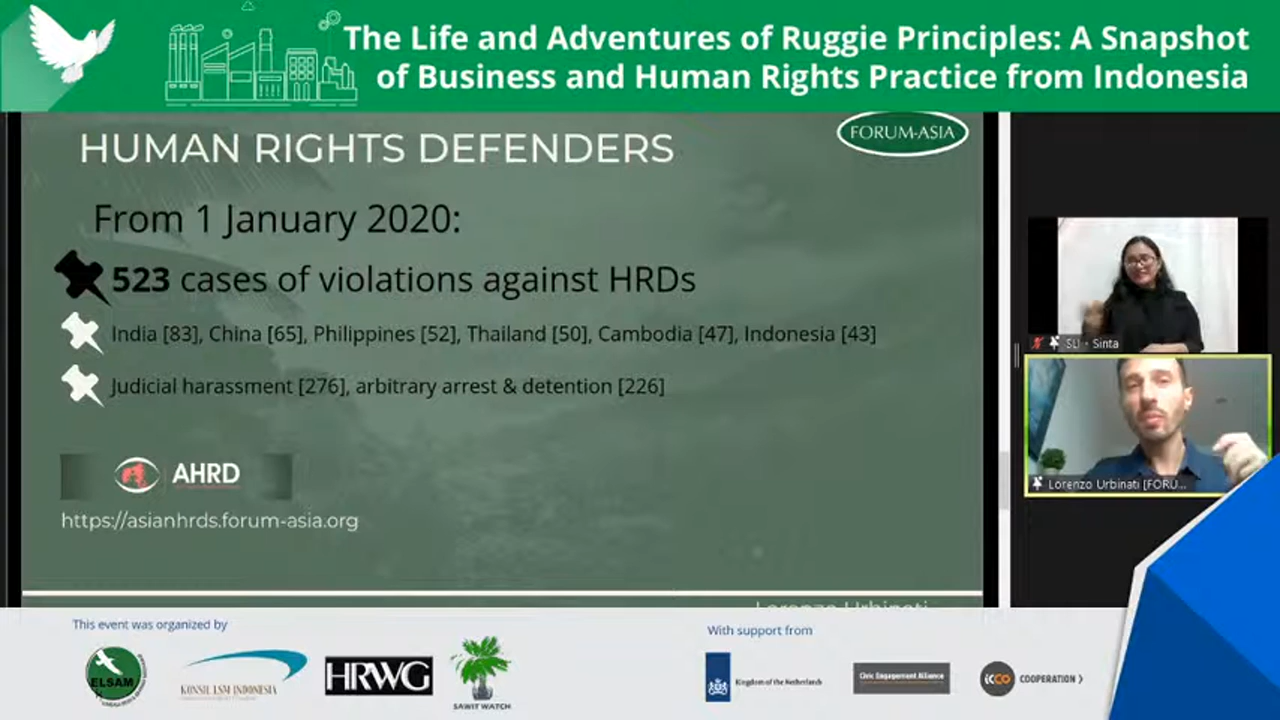 The Life and Adventures of Ruggie Principles: A Snapshot
of Business and Human Rights Practice from Indonesia
HUMAN RIGHTS DEFENDERS
FORUM-ASIA
From 1 January 2020:
523 cases of violations against HRDs
India [83], China [65], Philippines [52], Thailand [50], Cambodia [47], Indonesia [43]
Judicial harassment [276], arbitrary arrest & detention [226]
AHRD
https://asianhrds.forum-asia.org
SLI - Sinta
Lorenzo Urbinati [FORU...
Lorenzo Urbinati
This event was organized by
With support from
ELSAM
KONSIL LSM INDONESIA
HRWG
SAWIT WATCH
Kingdom of the Netherlands
Civic Engagement Alliance
icco COOPERATION